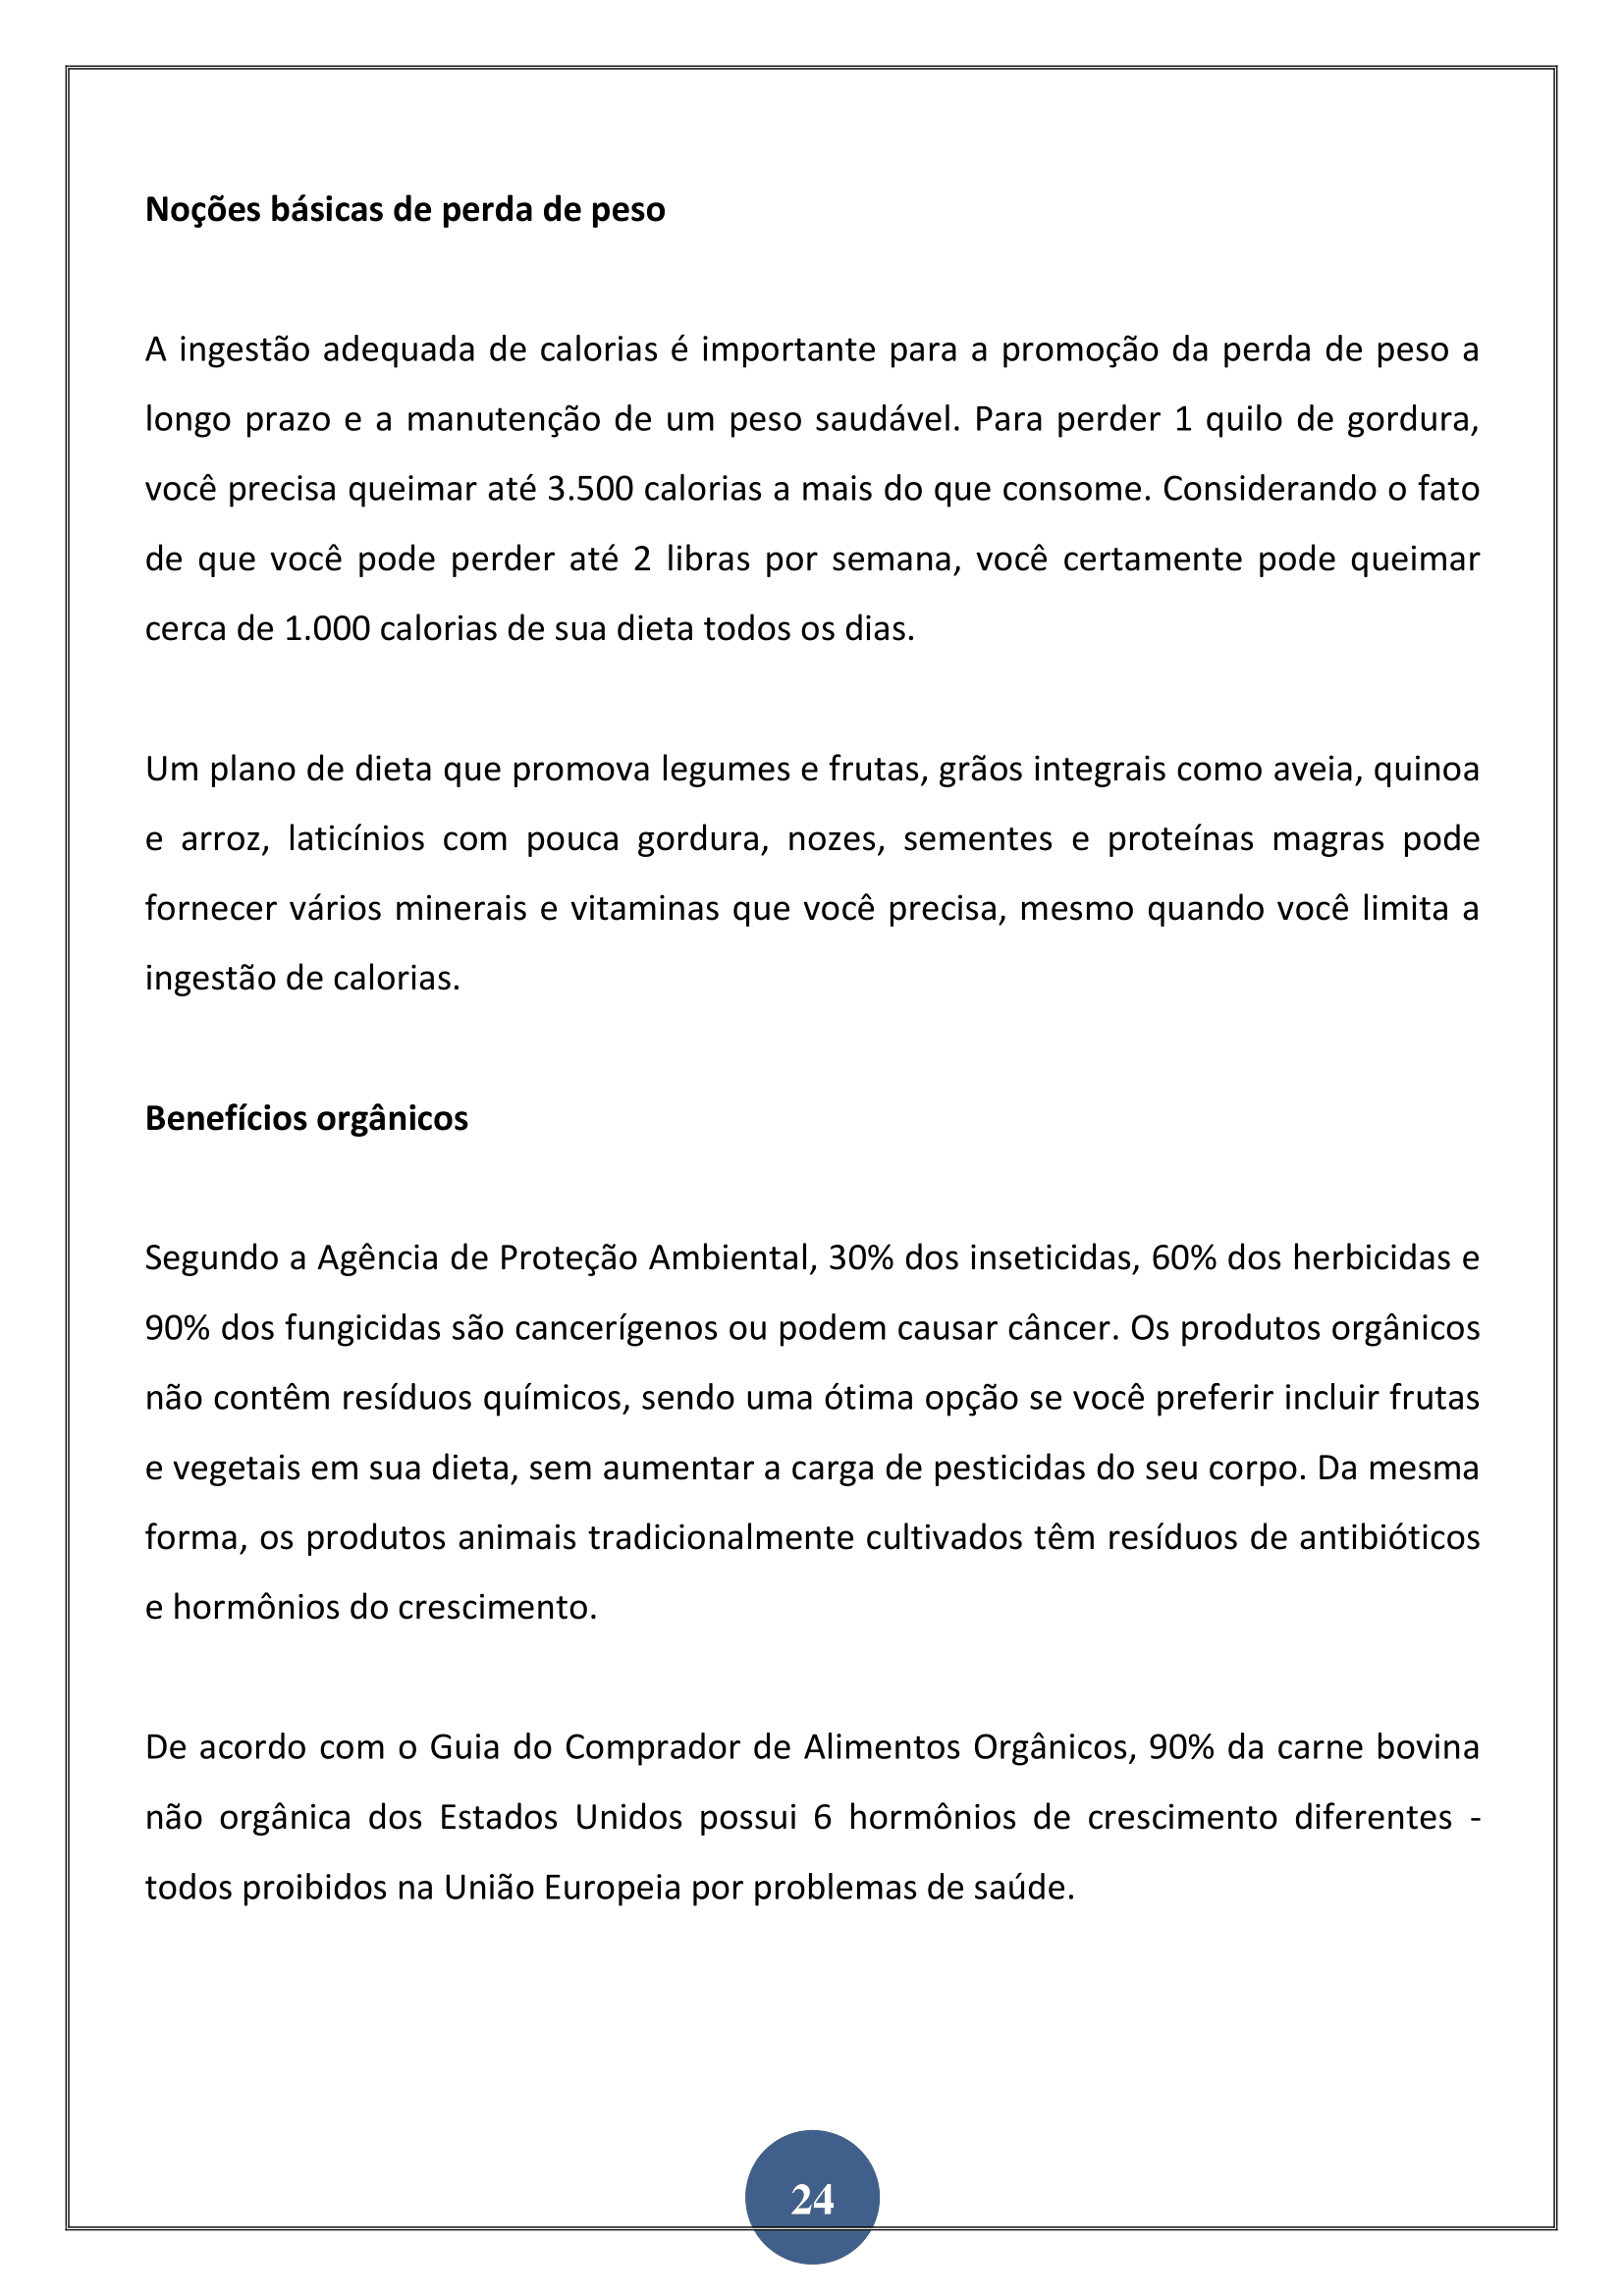 Noções básicas de perda de peso
A ingestão adequada de calorias é importante para a promoção da perda de peso a
longo prazo e a manutenção de um peso saudável. Para perder 1 quilo de gordura,
você precisa queimar até 3.500 calorias a mais do que consome. Considerando o fato
de que você pode perder até 2 libras por semana, você certamente pode queimar
cerca de 1.000 calorias de sua dieta todos os dias.
Um plano de dieta que promova legumes e frutas, grãos integrais como aveia, quinoa
e arroz, laticínios com pouca gordura, nozes, sementes e proteínas magras pode
fornecer vários minerais e vitaminas que você precisa, mesmo quando você limita a
ingestão de calorias.
Benefícios orgânicos
Segundo a Agência de Proteção Ambiental, 30% dos inseticidas, 60% dos herbicidas e
90% dos fungicidas são cancerígenos ou podem causar câncer. Os produtos orgânicos
não contêm resíduos químicos, sendo uma ótima opção se você preferir incluir frutas
e vegetais em sua dieta, sem aumentar a carga de pesticidas do seu corpo. Da mesma
forma, os produtos animais tradicionalmente cultivados têm resíduos de antibióticos
e hormônios do crescimento.
De acordo com o Guia do Comprador de Alimentos Orgânicos, 90% da carne bovina
não orgânica dos Estados Unidos possui 6 hormônios de crescimento diferentes -
todos proibidos na União Europeia por problemas de saúde.
24